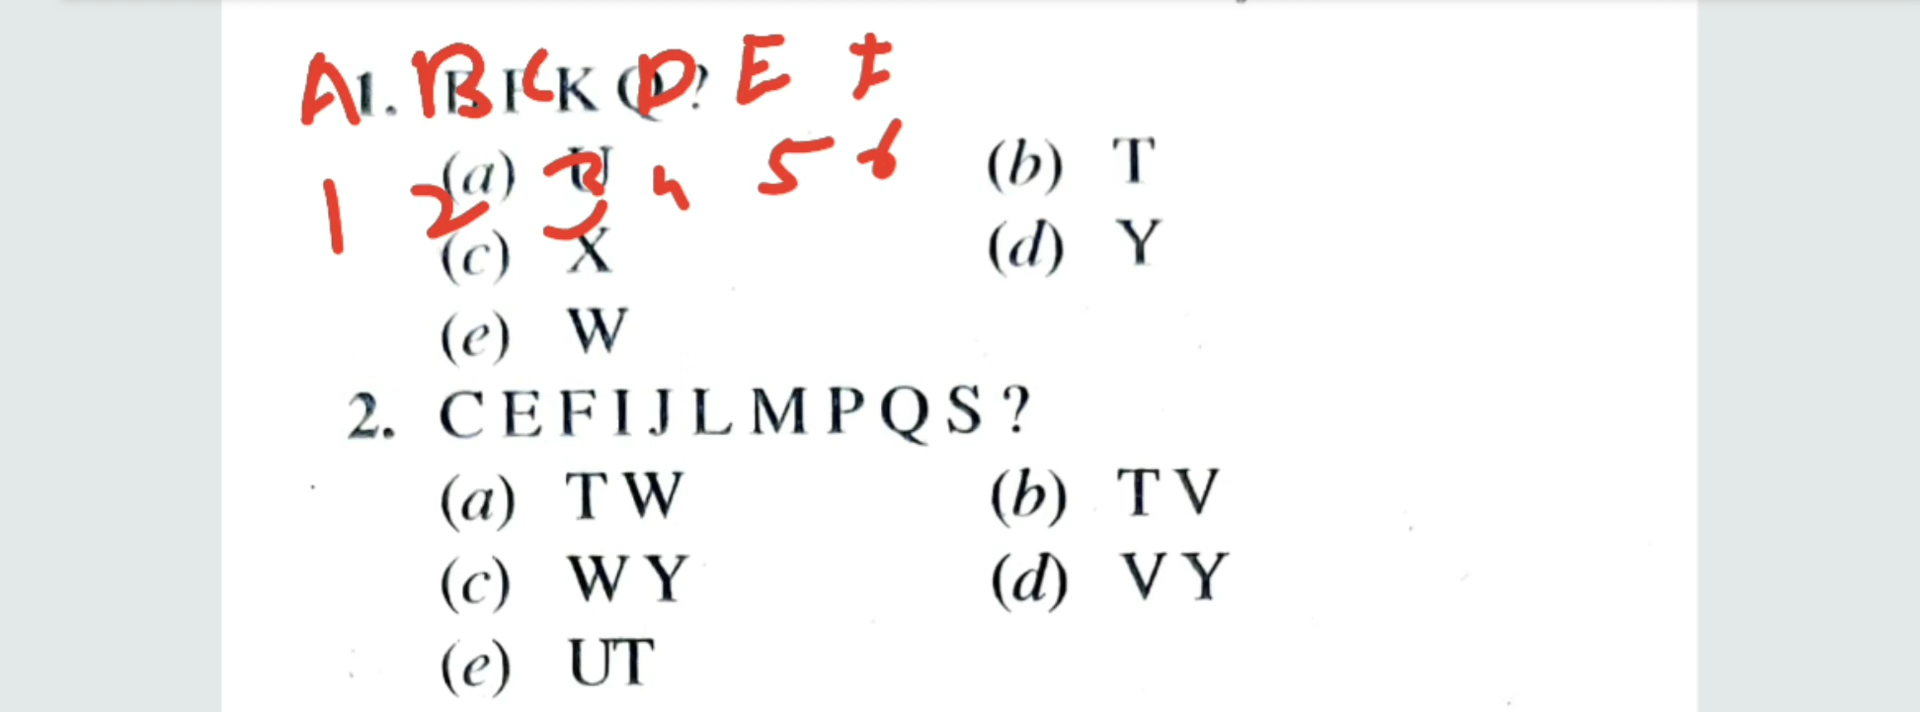 A B C D E F
1. B F K Q ?
1 2 3 4 5 6
(a) U (b) T
(c) X (d) Y
(e) W
2. C E F I J L M P Q S ?
(a) T W (b) T V
(c) W Y (d) V Y
(e) UT